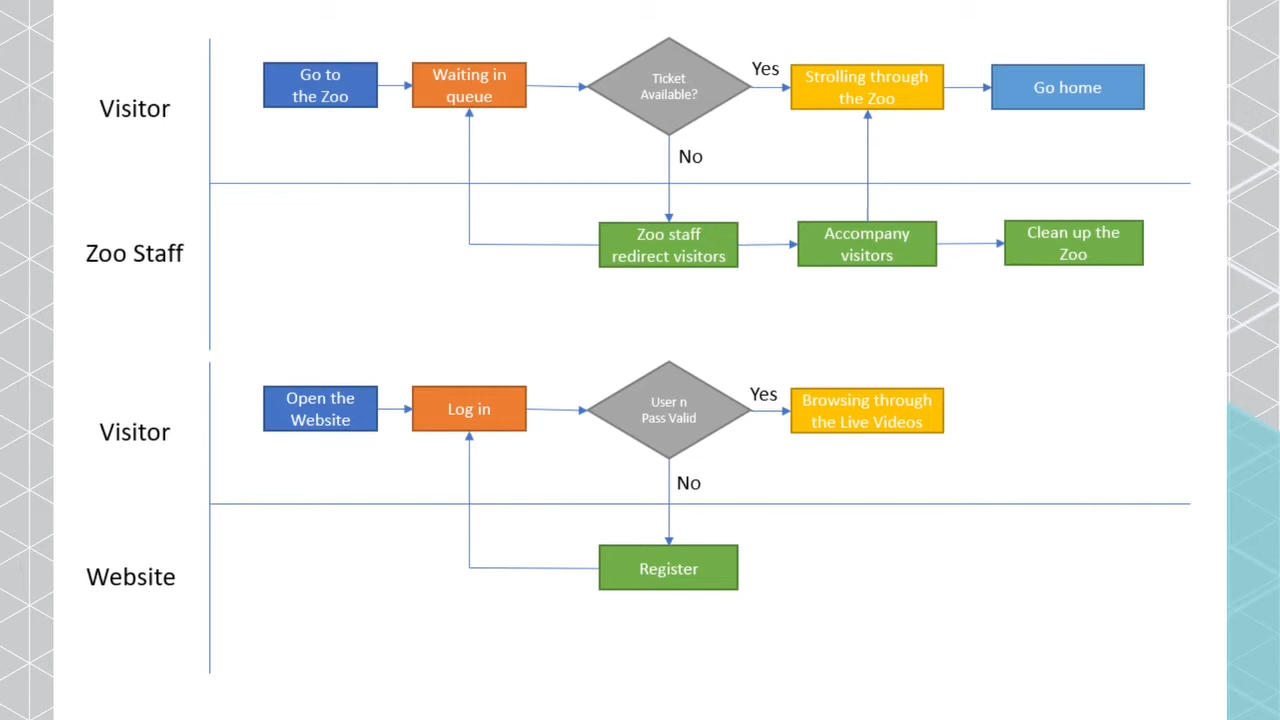 Visitor
Go to
the Zoo
Waiting in
queue
Ticket
Available?
Yes
Strolling through
the Zoo
Go home
No
Zoo Staff
Zoo staff
redirect visitors
Accompany
visitors
Clean up the
Zoo
Visitor
Open the
Website
Log in
User n
Pass Valid
Yes
Browsing through
the Live Videos
No
Website
Register